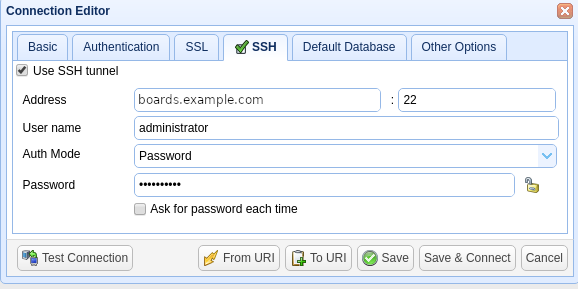 Connection Editor
Basic Authentication SSL SSH Default Database Other Options
Use SSH tunnel
Address boards.example.com : 22
User name administrator
Auth Mode Password
Password ••••••••••
Ask for password each time
Test Connection From URI To URI Save Save & Connect Cancel